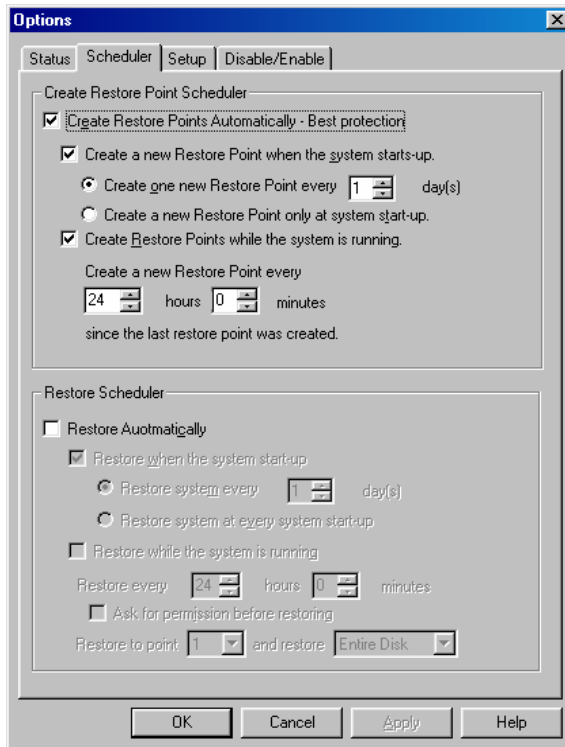 Options
Status Scheduler Setup Disable/Enable
Create Restore Point Scheduler
Create Restore Points Automatically - Best protection
Create a new Restore Point when the system starts-up.
Create one new Restore Point every 1 day(s)
Create a new Restore Point only at system start-up.
Create Restore Points while the system is running.
Create a new Restore Point every
24 hours 0 minutes
since the last restore point was created.
Restore Scheduler
Restore Auotmatically
Restore when the system start-up
Restore system every 1 day(s)
Restore system at every system start-up
Restore while the system is running
Restore every 24 hours 0 minutes
Ask for permission before restoring
Restore to point 1 and restore Entire Disk
OK Cancel Apply Help